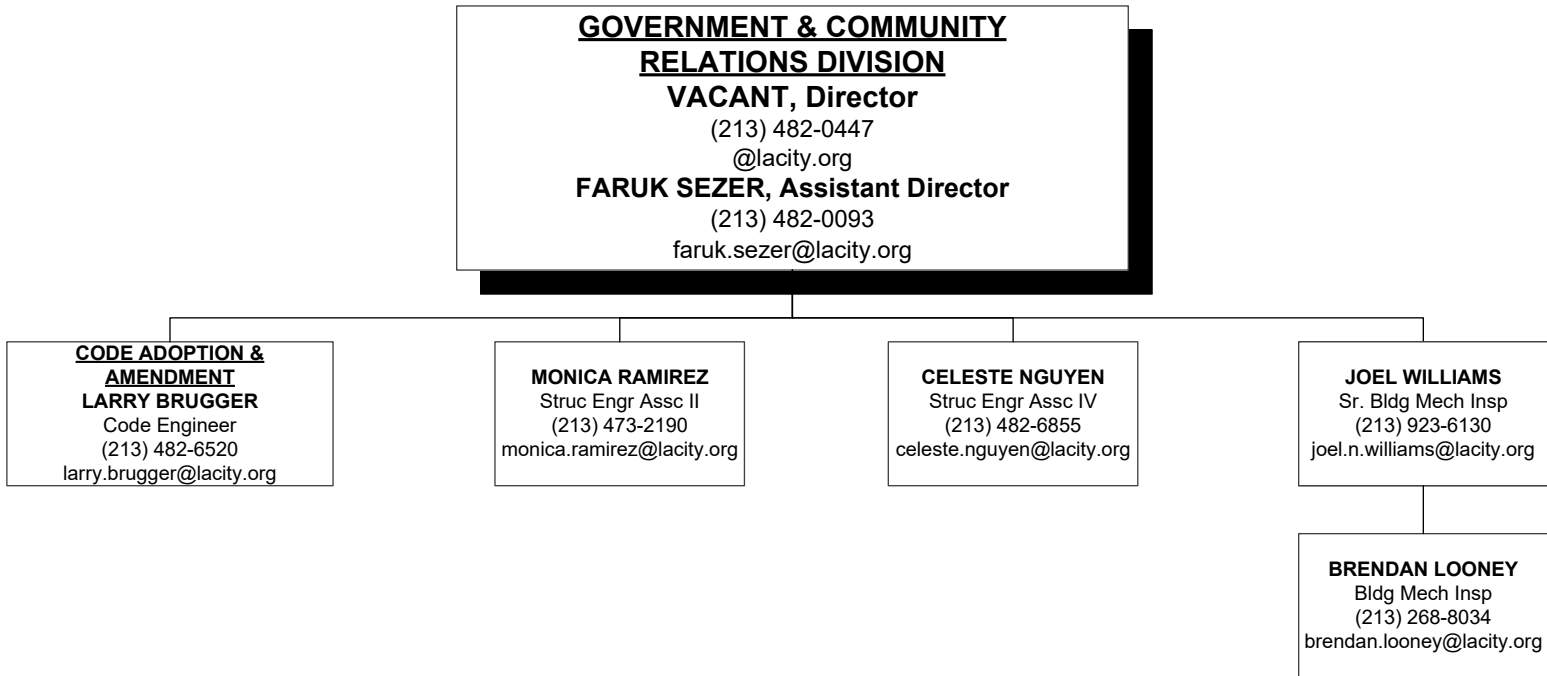 GOVERNMENT & COMMUNITY
RELATIONS DIVISION
VACANT, Director
(213) 482-0447
@lacity.org
FARUK SEZER, Assistant Director
(213) 482-0093
faruk.sezer@lacity.org
CODE ADOPTION &
AMENDMENT
LARRY BRUGGER
Code Engineer
(213) 482-6520
larry.brugger@lacity.org
MONICA RAMIREZ
Struc Engr Assc II
(213) 473-2190
monica.ramirez@lacity.org
CELESTE NGUYEN
Struc Engr Assc IV
(213) 482-6855
celeste.nguyen@lacity.org
JOEL WILLIAMS
Sr. Bldg Mech Insp
(213) 923-6130
joel.n.williams@lacity.org
BRENDAN LOONEY
Bldg Mech Insp
(213) 268-8034
brendan.looney@lacity.org